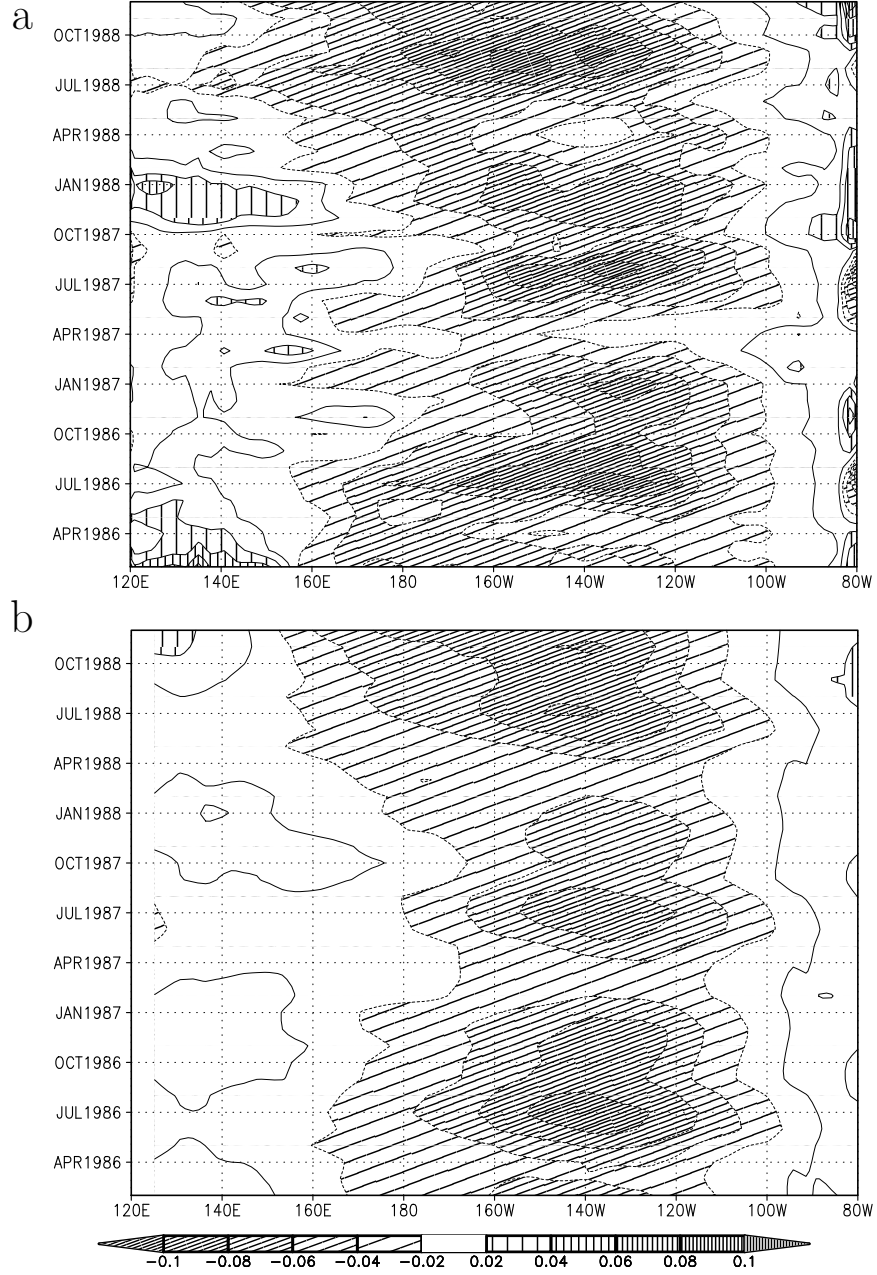 a
OCT1988
JUL1988
APR1988
JAN1988
OCT1987
JUL1987
APR1987
JAN1987
OCT1986
JUL1986
APR1986
120E 140E 160E 180 160W 140W 120W 100W 80W
b
OCT1988
JUL1988
APR1988
JAN1988
OCT1987
JUL1987
APR1987
JAN1987
OCT1986
JUL1986
APR1986
120E 140E 160E 180 160W 140W 120W 100W 80W
-0.1 -0.08 -0.06 -0.04 -0.02 0.02 0.04 0.06 0.08 0.1